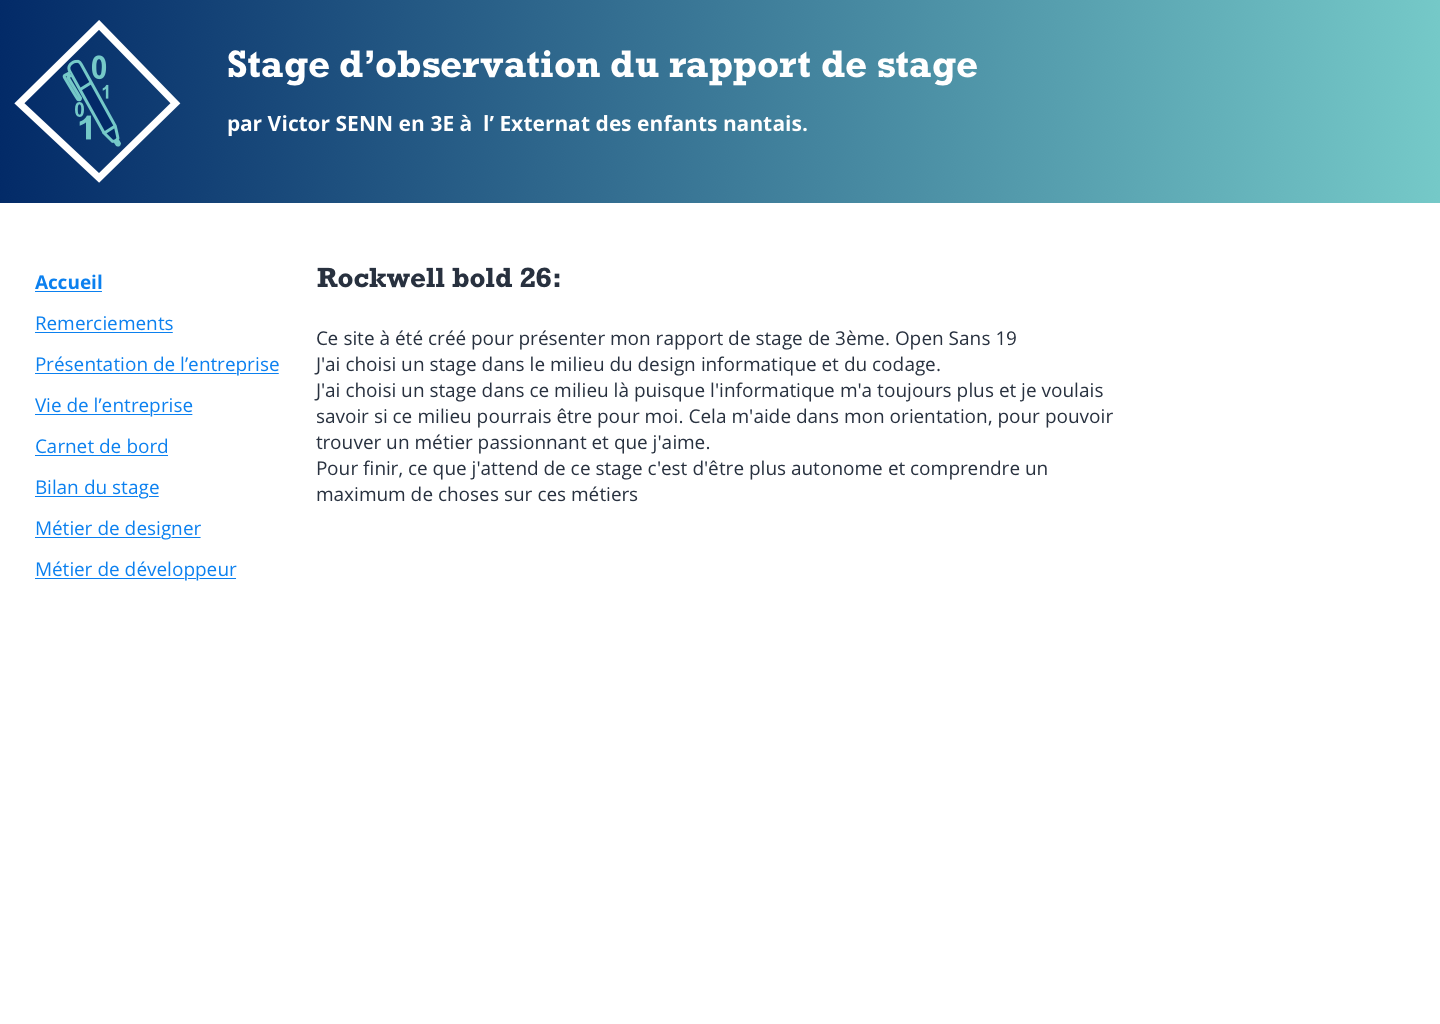 0
1
0
1
Stage d’observation du rapport de stage
par Victor SENN en 3E à  l’ Externat des enfants nantais.
Accueil
Remerciements
Présentation de l’entreprise
Vie de l’entreprise
Carnet de bord
Bilan du stage
Métier de designer
Métier de développeur
Rockwell bold 26:
Ce site à été créé pour présenter mon rapport de stage de 3ème. Open Sans 19
J'ai choisi un stage dans le milieu du design informatique et du codage.
J'ai choisi un stage dans ce milieu là puisque l'informatique m'a toujours plus et je voulais
savoir si ce milieu pourrais être pour moi. Cela m'aide dans mon orientation, pour pouvoir
trouver un métier passionnant et que j'aime.
Pour finir, ce que j'attend de ce stage c'est d'être plus autonome et comprendre un
maximum de choses sur ces métiers